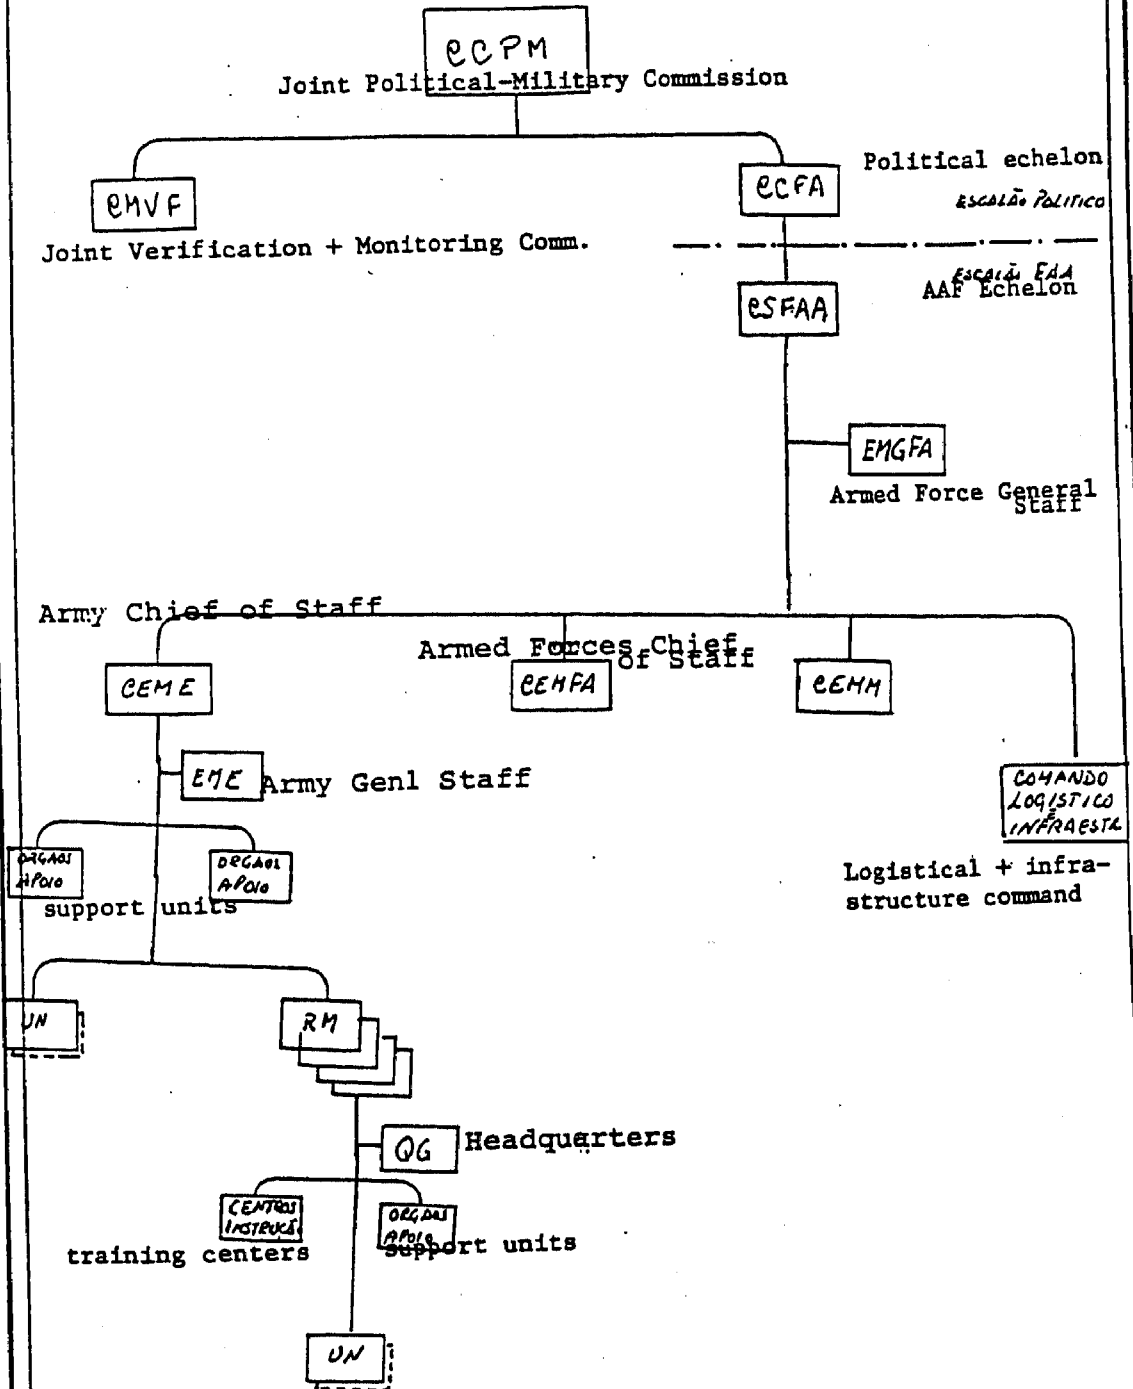 CCPM
Joint Political-Military Commission
Political echelon
CMVF
CCFA
ESCALÃO POLITICO
Joint Verification + Monitoring Comm.
ESCALÃO FAA
AAF Echelon
CSFAA
EMGFA
Armed Force General
Staff
Army Chief of Staff
Armed Forces Chief
of Staff
CEME
CEMFA
CEMM
EME
Army Genl Staff
COMANDO
LOGISTICO
E
INFRAESTR
ORGAOS
APOIO
ORGAOS
APOIO
support units
Logistical + infra-
structure command
UN
RM
QG
Headquarters
CENTROS
INSTRUCÃ
ORGAOS
APOIO
training centers
support units
UN